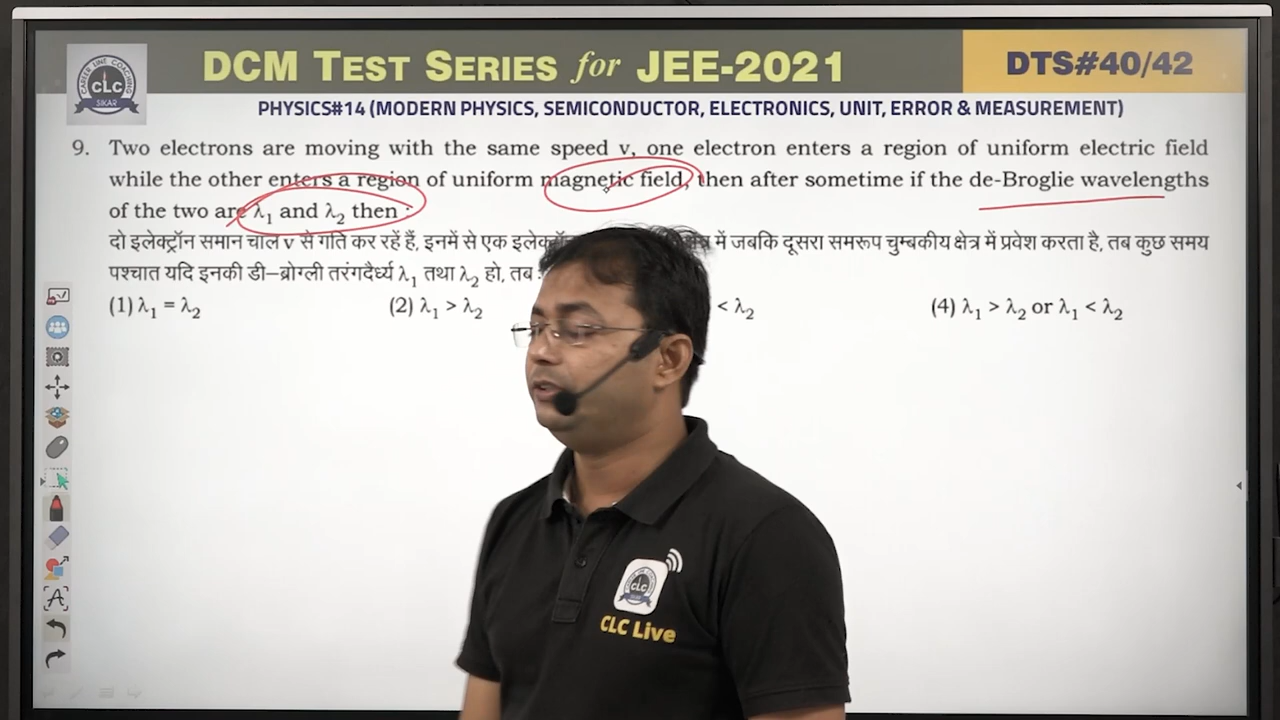 DCM TEST SERIES for JEE-2021
DTS#40/42
CAREER LINE COACHING
CLC
SIKAR
PHYSICS#14 (MODERN PHYSICS, SEMICONDUCTOR, ELECTRONICS, UNIT, ERROR & MEASUREMENT)
9. Two electrons are moving with the same speed v, one electron enters a region of uniform electric field
while the other enters a region of uniform magnetic field, then after sometime if the de-Broglie wavelengths
of the two are λ₁ and λ₂ then :
दो इलेक्ट्रॉन समान चाल v से गति कर रहें हैं, इनमें से एक में जबकि दूसरा समरूप चुम्बकीय क्षेत्र में प्रवेश करता है, तब कुछ समय
पश्चात यदि इनकी डी–ब्रोग्ली तरंगदैर्ध्य λ₁ तथा λ₂ हो, तब
(1) λ₁ = λ₂ (2) λ₁ > λ₂ < λ₂ (4) λ₁ > λ₂ or λ₁ < λ₂
CLC
CLC Live